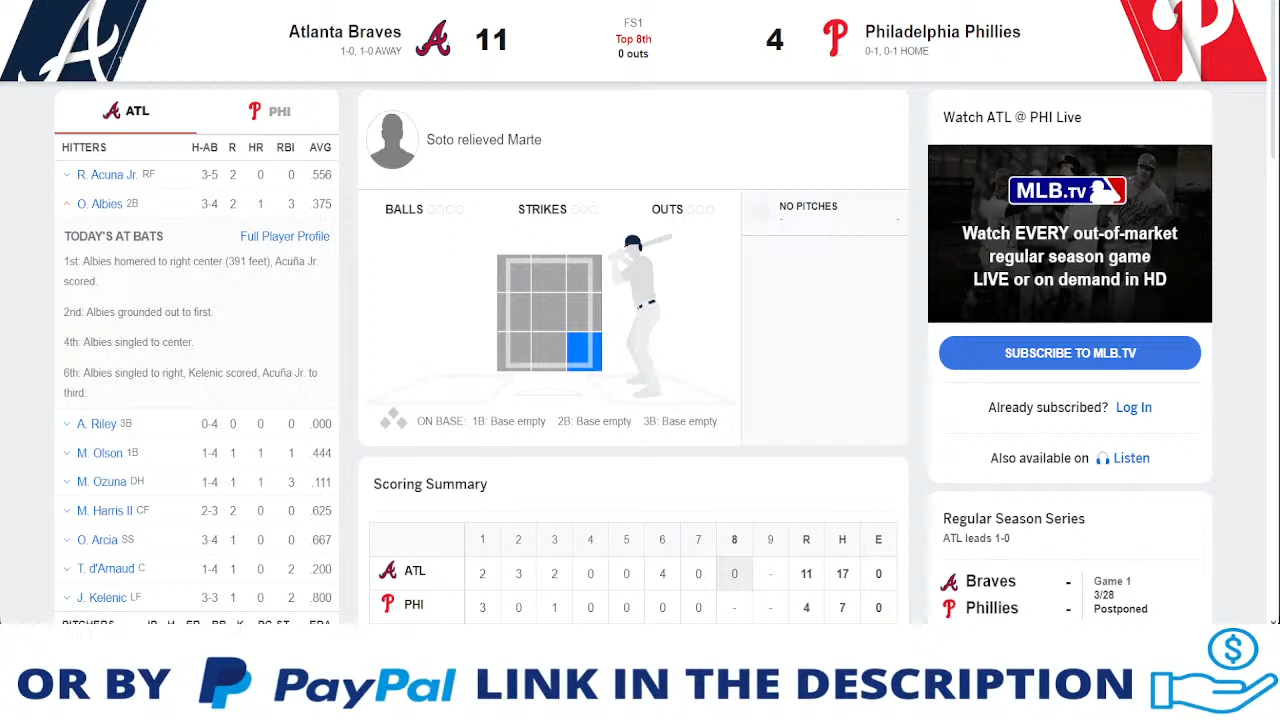 Atlanta Braves
1-0, 1-0 AWAY
11
FS1
Top 8th
0 outs
4
Philadelphia Phillies
0-1, 0-1 HOME
ATL
PHI
HITTERS H-AB R HR RBI AVG
R. Acuna Jr. RF 3-5 2 0 0 .556
O. Albies 2B 3-4 2 1 3 .375
TODAY'S AT BATS Full Player Profile
1st: Albies homered to right center (391 feet), Acuña Jr.
scored.
2nd: Albies grounded out to first.
4th: Albies singled to center.
6th: Albies singled to right, Kelenic scored, Acuña Jr. to
third.
A. Riley 3B 0-4 0 0 0 .000
M. Olson 1B 1-4 1 1 1 .444
M. Ozuna DH 1-4 1 1 3 .111
M. Harris II CF 2-3 2 0 0 .625
O. Arcia SS 3-4 1 0 0 .667
T. d'Arnaud C 1-4 1 0 2 .200
J. Kelenic LF 3-3 1 0 2 .800
PITCHERS IP H ER BB K PC-ST ERA
Soto relieved Marte
BALLS STRIKES OUTS
NO PITCHES
- -
ON BASE: 1B: Base empty 2B: Base empty 3B: Base empty
Scoring Summary
1 2 3 4 5 6 7 8 9 R H E
ATL 2 3 2 0 0 4 0 0 - 11 17 0
PHI 3 0 1 0 0 0 0 - - 4 7 0
Watch ATL @ PHI Live
MLB.TV
Watch EVERY out-of-market
regular season game
LIVE or on demand in HD
SUBSCRIBE TO MLB.TV
Already subscribed? Log In
Also available on Listen
Regular Season Series
ATL leads 1-0
Braves -
Phillies -
Game 1
3/28
Postponed
OR BY PayPal LINK IN THE DESCRIPTION